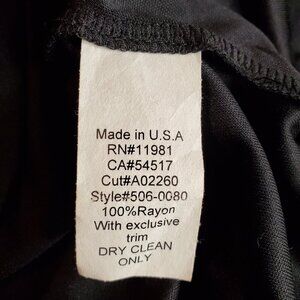 Made in U.S.A
RN#11981
CA#54517
Cut#A02260
Style#506-0080
100%Rayon
With exclusive
trim
DRY CLEAN
ONLY